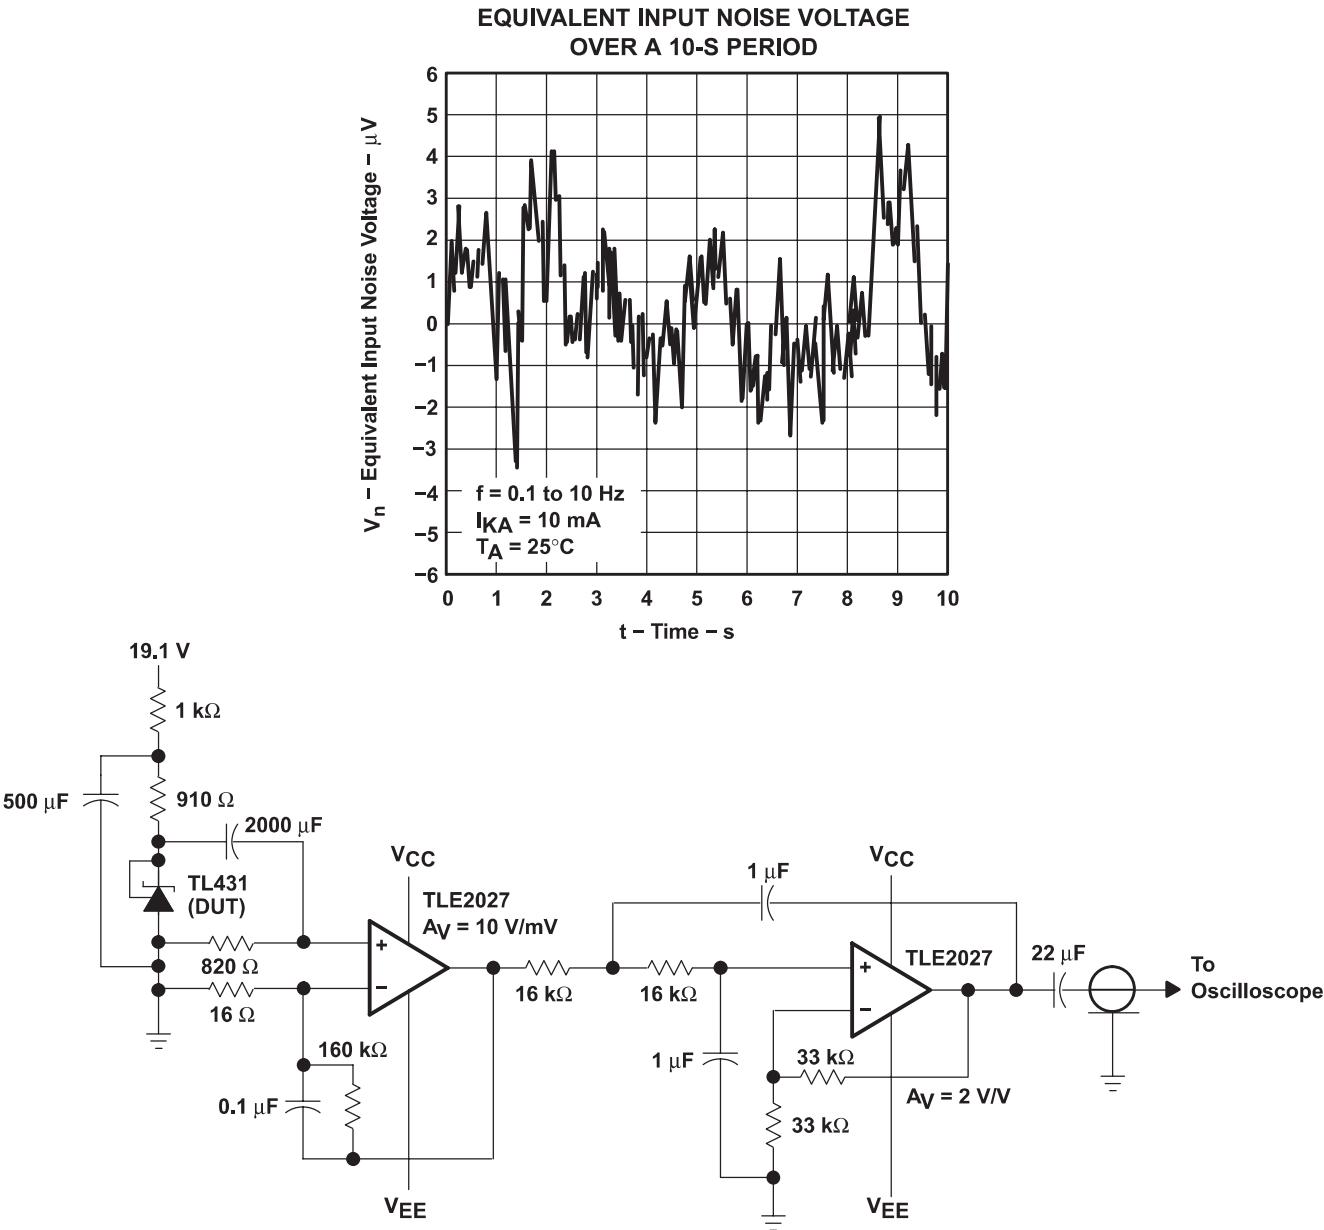 EQUIVALENT INPUT NOISE VOLTAGE
OVER A 10-S PERIOD
6
5
4
3
2
1
0
−1
−2
−3
−4
−5
−6
Vn − Equivalent Input Noise Voltage − μV
f = 0.1 to 10 Hz
IKA = 10 mA
TA = 25°C
0 1 2 3 4 5 6 7 8 9 10
t − Time − s
19.1 V
1 kΩ
500 μF
910 Ω
2000 μF
TL431
(DUT)
820 Ω
16 Ω
160 kΩ
0.1 μF
VCC
TLE2027
AV = 10 V/mV
+
−
VEE
16 kΩ
16 kΩ
1 μF
1 μF
VCC
TLE2027
+
−
33 kΩ
AV = 2 V/V
33 kΩ
VEE
22 μF
To
Oscilloscope